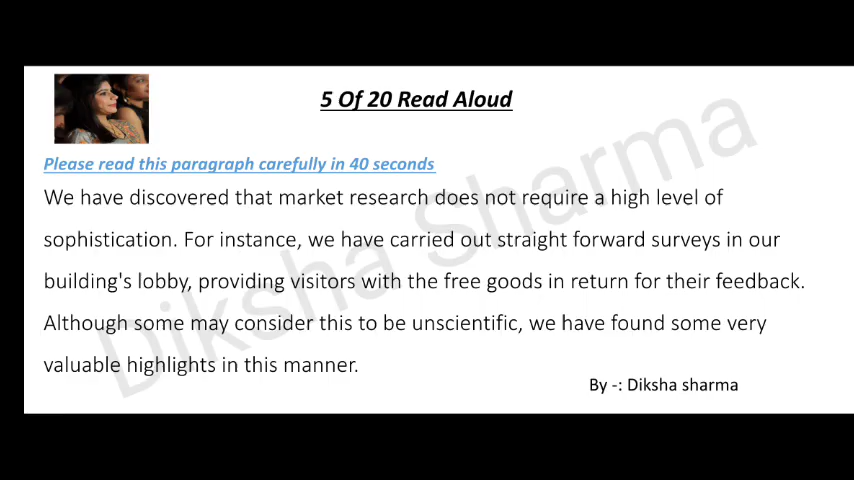 5 Of 20 Read Aloud
Please read this paragraph carefully in 40 seconds
We have discovered that market research does not require a high level of
sophistication. For instance, we have carried out straight forward surveys in our
building's lobby, providing visitors with the free goods in return for their feedback.
Although some may consider this to be unscientific, we have found some very
valuable highlights in this manner.
By -: Diksha sharma
Diksha Sharma